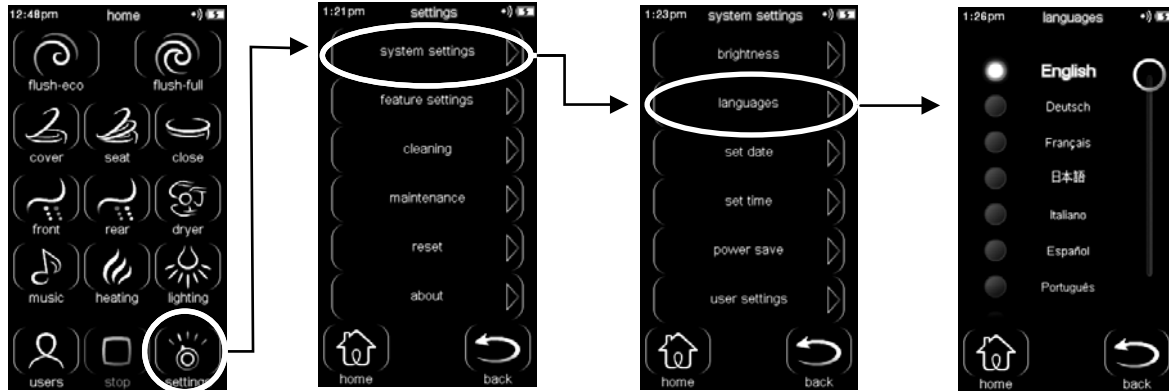 12:48pm home
flush-eco flush-full
cover seat close
front rear dryer
music heating lighting
users stop settings
1:21pm settings
system settings
feature settings
cleaning
maintenance
reset
about
home back
1:23pm system settings
brightness
languages
set date
set time
power save
user settings
home back
1:26pm languages
English
Deutsch
Français
日本語
Italiano
Español
Português
home back